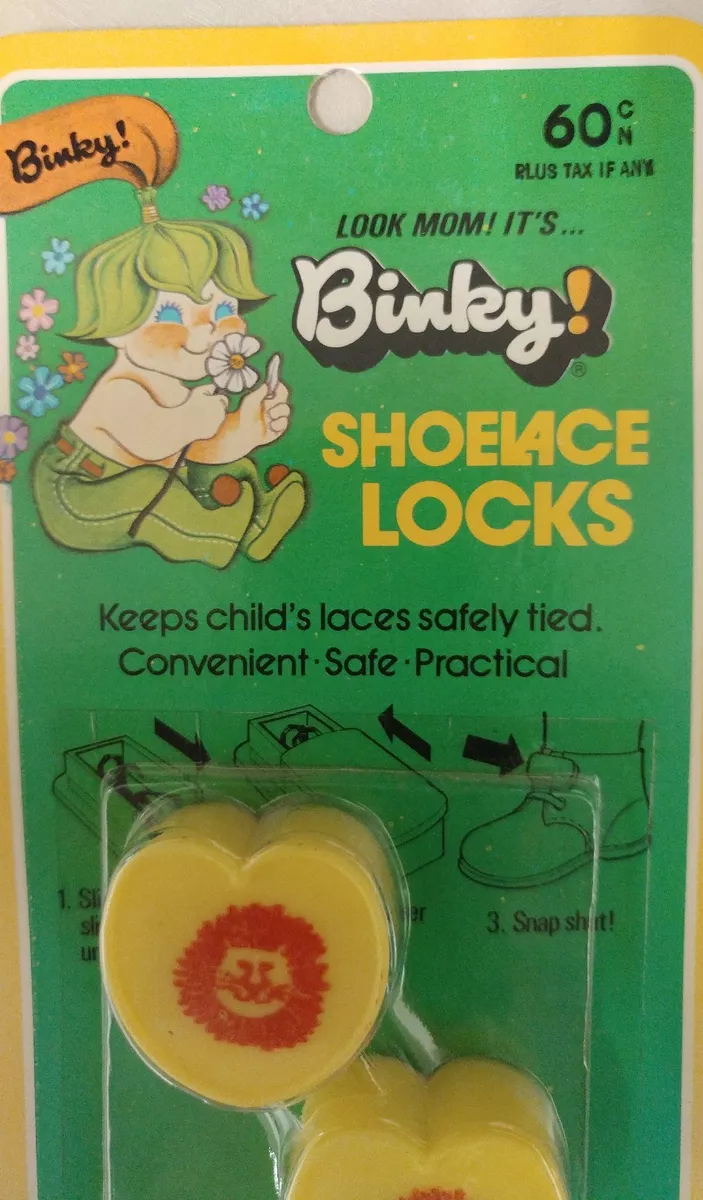 Binky!
60 C
N
PLUS TAX IF ANY
LOOK MOM! IT'S...
Binky!
®
SHOELACE
LOCKS
Keeps child's laces safely tied.
Convenient · Safe · Practical
1.
3. Snap shut!